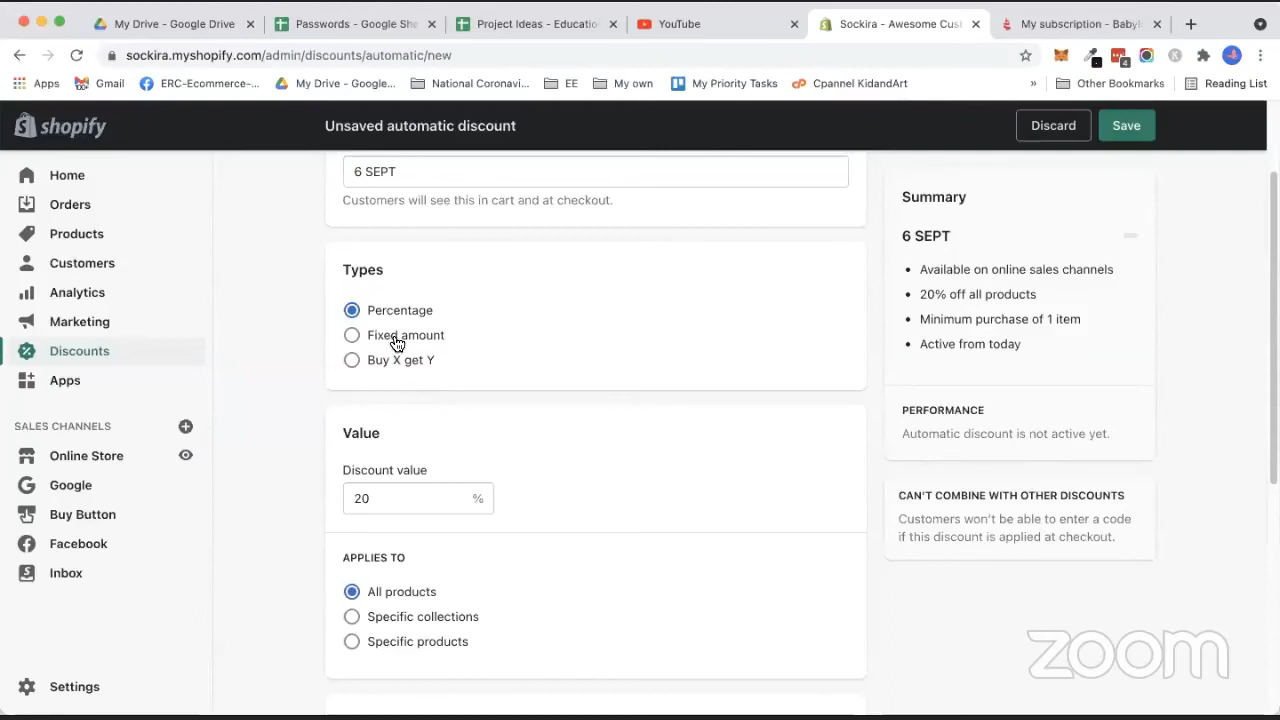 My Drive - Google Drive
Passwords - Google She
Project Ideas - Educatio
YouTube
Sockira - Awesome Cus
My subscription - Babyl
sockira.myshopify.com/admin/discounts/automatic/new
4
Apps
Gmail
ERC-Ecommerce-...
My Drive - Google...
National Coronavi...
EE
My own
My Priority Tasks
Cpannel KidandArt
»
Other Bookmarks
Reading List
shopify
Unsaved automatic discount
Discard
Save
Home
Orders
Products
Customers
Analytics
Marketing
Discounts
Apps
SALES CHANNELS
Online Store
Google
Buy Button
Facebook
Inbox
Settings
6 SEPT
Customers will see this in cart and at checkout.
Types
Percentage
Fixed amount
Buy X get Y
Value
Discount value
20 %
APPLIES TO
All products
Specific collections
Specific products
Summary
6 SEPT
• Available on online sales channels
• 20% off all products
• Minimum purchase of 1 item
• Active from today
PERFORMANCE
Automatic discount is not active yet.
CAN'T COMBINE WITH OTHER DISCOUNTS
Customers won't be able to enter a code
if this discount is applied at checkout.
zoom